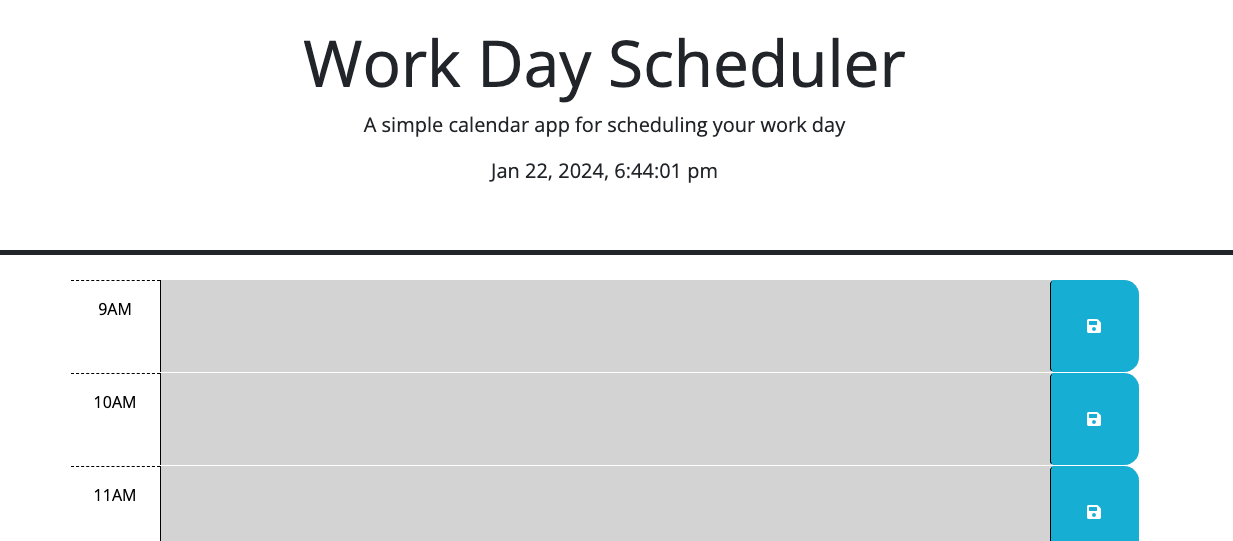 Work Day Scheduler
A simple calendar app for scheduling your work day
Jan 22, 2024, 6:44:01 pm
9AM
10AM
11AM